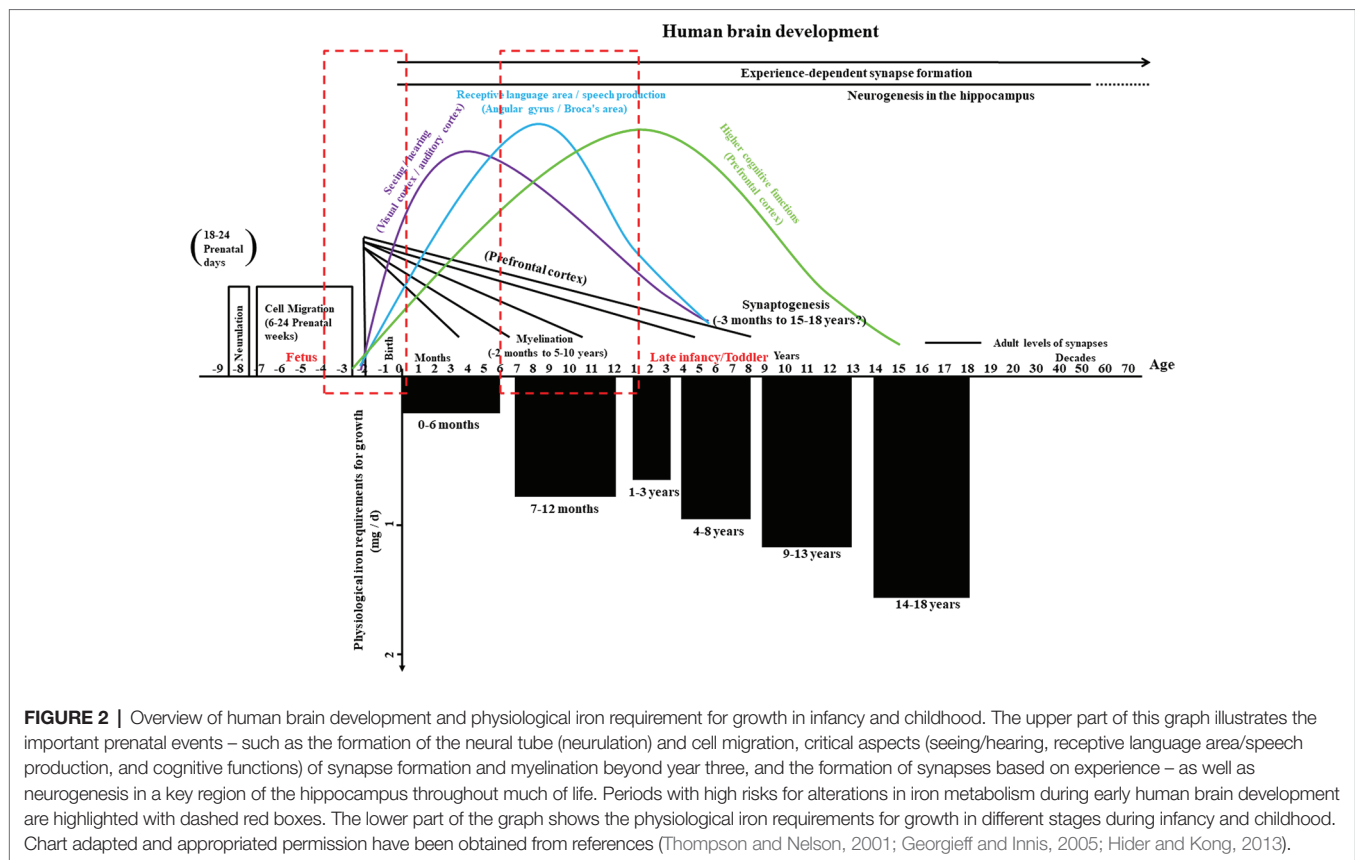 Human brain development
Experience-dependent synapse formation
Neurogenesis in the hippocampus
Receptive language area / speech production
(Angular gyrus / Broca's area)
Seeing / hearing
(Visual cortex / auditory cortex)
Higher cognitive functions
(Prefrontal cortex)
(18-24
Prenatal
days)
(Prefrontal cortex)
Neurulation
Cell Migration
(6-24 Prenatal
weeks)
Fetus
Birth
Synaptogenesis
(-3 months to 15-18 years?)
Myelination
(-2 months to 5-10 years)
Adult levels of synapses
Months
Late infancy/Toddler
Years
Decades
-9 -8 -7 -6 -5 -4 -3 -2 -1 0 1 2 3 4 5 6 7 8 9 10 11 12 1 2 3 4 5 6 7 8 9 10 11 12 13 14 15 16 17 18 19 20 30 40 50 60 70 Age
Physiological iron requirements for growth
(mg / d)
1
2
0-6 months
7-12 months
1-3 years
4-8 years
9-13 years
14-18 years
FIGURE 2 | Overview of human brain development and physiological iron requirement for growth in infancy and childhood. The upper part of this graph illustrates the
important prenatal events – such as the formation of the neural tube (neurulation) and cell migration, critical aspects (seeing/hearing, receptive language area/speech
production, and cognitive functions) of synapse formation and myelination beyond year three, and the formation of synapses based on experience – as well as
neurogenesis in a key region of the hippocampus throughout much of life. Periods with high risks for alterations in iron metabolism during early human brain development
are highlighted with dashed red boxes. The lower part of the graph shows the physiological iron requirements for growth in different stages during infancy and childhood.
Chart adapted and appropriated permission have been obtained from references (Thompson and Nelson, 2001; Georgieff and Innis, 2005; Hider and Kong, 2013).